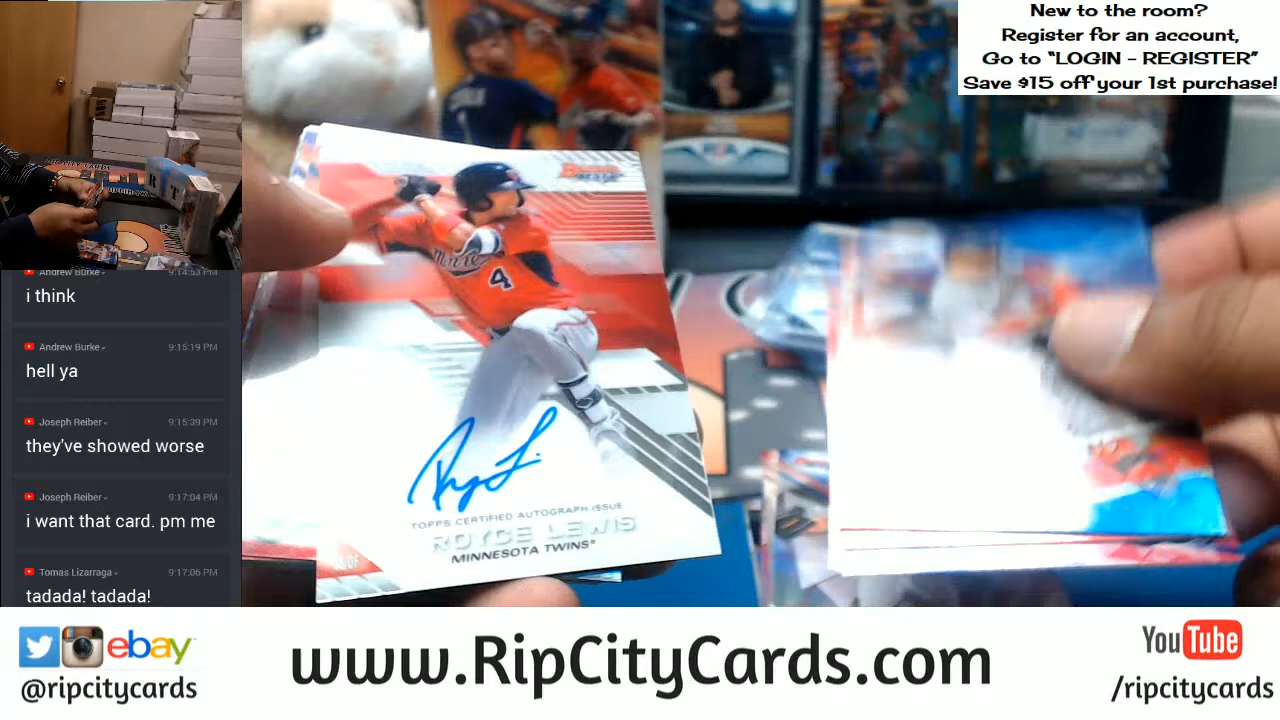 New to the room?
Register for an account,
Go to “LOGIN - REGISTER”
Save $15 off your 1st purchase!
Andrew Burke 9:14:53 PM
i think
Andrew Burke 9:15:19 PM
hell ya
Joseph Reiber 9:15:39 PM
they've showed worse
Joseph Reiber 9:17:04 PM
i want that card. pm me
Tomas Lizarraga 9:17:06 PM
tadada! tadada!
4
TOPPS CERTIFIED AUTOGRAPH ISSUE
ROYCE LEWIS
MINNESOTA TWINS
ebay
@ripcitycards
www.RipCityCards.com
YouTube
/ripcitycards